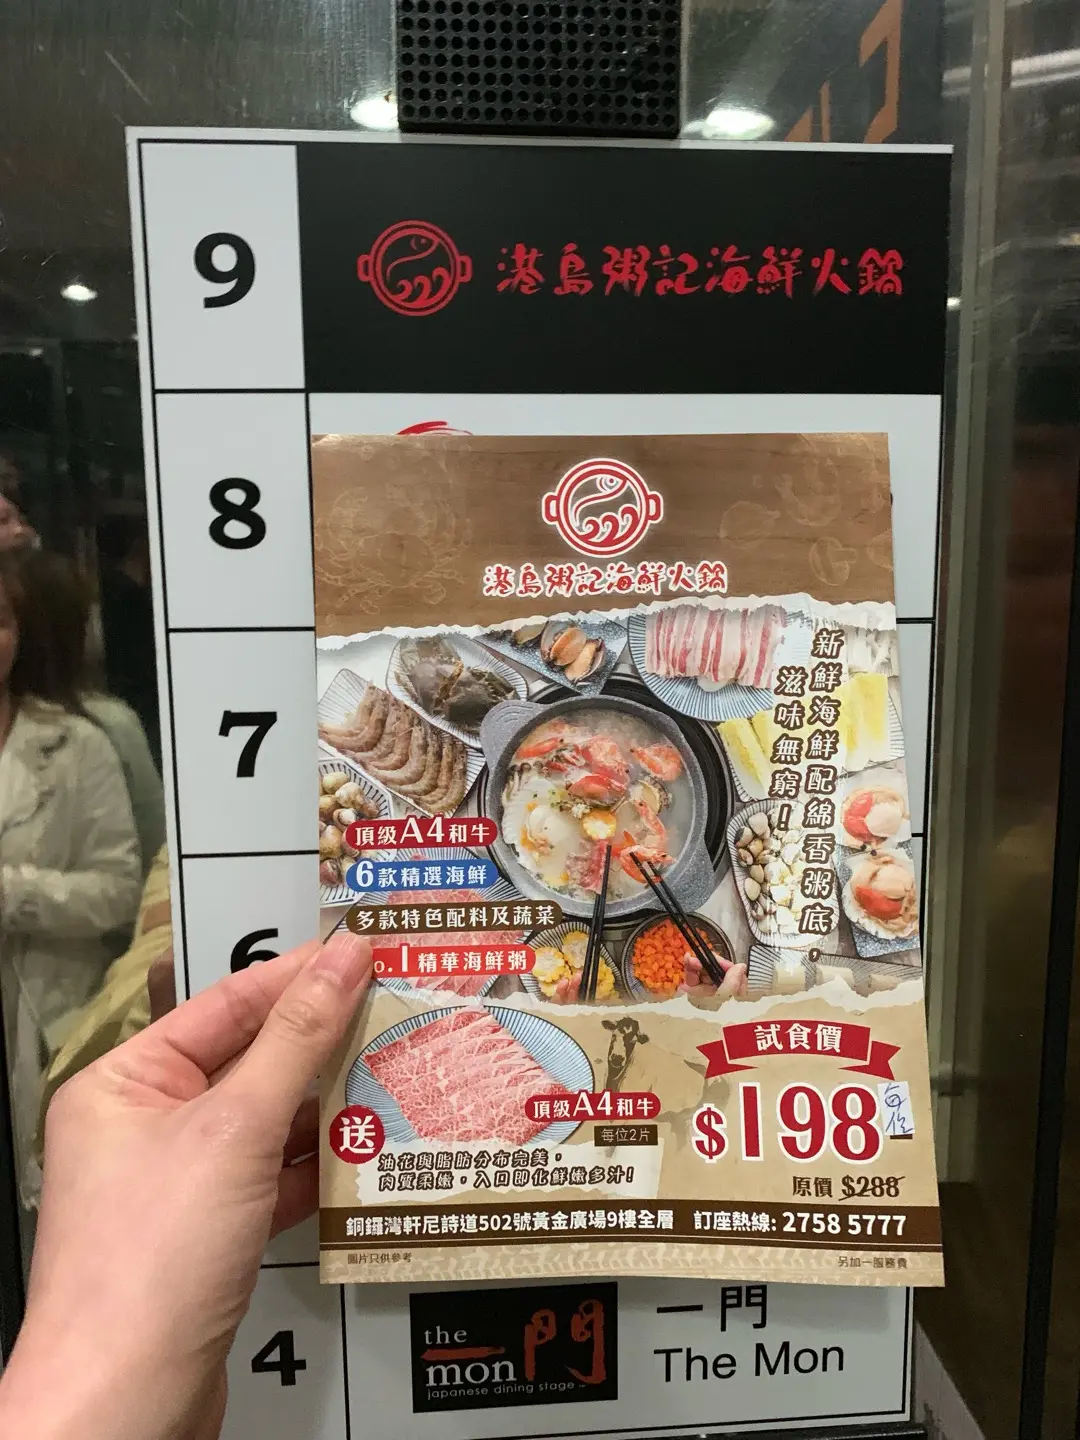 9
港島粥記海鮮火鍋
8
港島粥記海鮮火鍋
新鮮海鮮配綿香粥底，
滋味無窮！
7
頂級A4和牛
6款精選海鮮
多款特色配料及蔬菜
o.1精華海鮮粥
6
試食價
$198
每位
原價 $288
頂級A4和牛
每位2片
送
油花與脂肪分布完美，
肉質柔嫩，入口即化鮮嫩多汁！
銅鑼灣軒尼詩道502號黃金廣場9樓全層 訂座熱線: 2758 5777
圖片只供參考
另加一服務費
4
the
mon
門
japanese dining stage
一門
The Mon